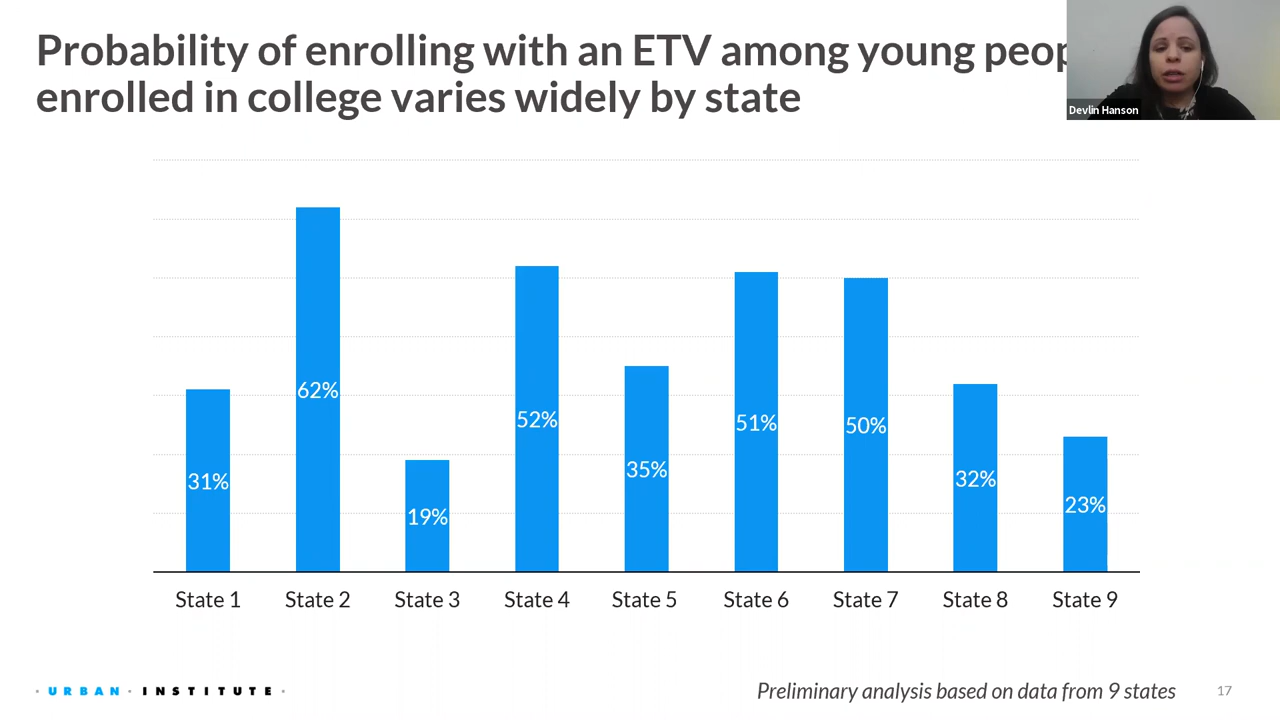 Probability of enrolling with an ETV among young
enrolled in college varies widely by state
Devlin Hanson
31%
62%
19%
52%
35%
51%
50%
32%
23%
State 1
State 2
State 3
State 4
State 5
State 6
State 7
State 8
State 9
· URBAN · INSTITUTE ·
Preliminary analysis based on data from 9 states
17